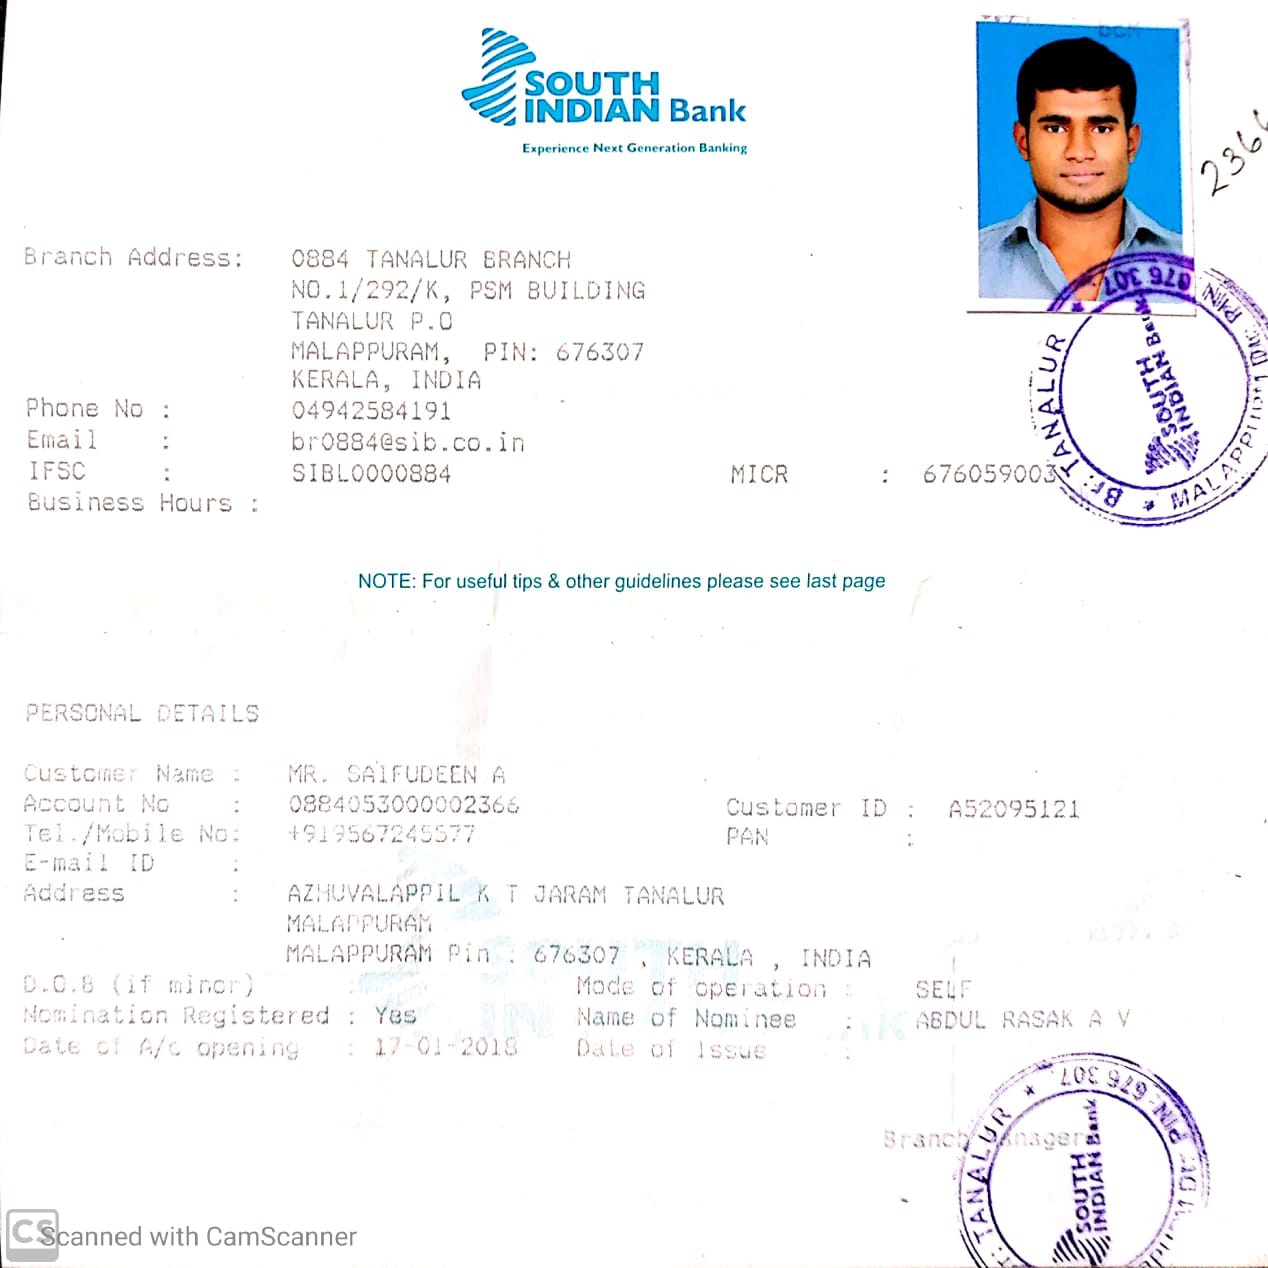 SOUTH
INDIAN Bank
Experience Next Generation Banking
2366
Branch Address: 0884 TANALUR BRANCH
NO.1/292/K, PSM BUILDING
TANALUR P.O
MALAPPURAM, PIN: 676307
KERALA, INDIA
Phone No : 04942584191
Email : br0884@sib.co.in
IFSC : SIBL0000884 MICR : 676059003
Business Hours :
Br: TANALUR * 676 307 * MALAPPURAM Dt: PIN
SOUTH
INDIAN Bank
NOTE: For useful tips & other guidelines please see last page
PERSONAL DETAILS
Customer Name : MR. SAIFUDEEN A
Account No : 0884053000002366 Customer ID : A52095121
Tel./Mobile No: +919567245577 PAN :
E-mail ID :
Address : AZHUVALAPPIL K T JARAM TANALUR
MALAPPURAM
MALAPPURAM Pin : 676307 , KERALA , INDIA
D.O.B (if minor) : Mode of operation : SELF
Nomination Registered : Yes Name of Nominee : ABDUL RASAK A V
Date of A/c opening : 17-01-2018 Date of Issue :
Branch Manager
TANALUR * PIN-676 307
SOUTH
INDIAN Bank
CS Scanned with CamScanner